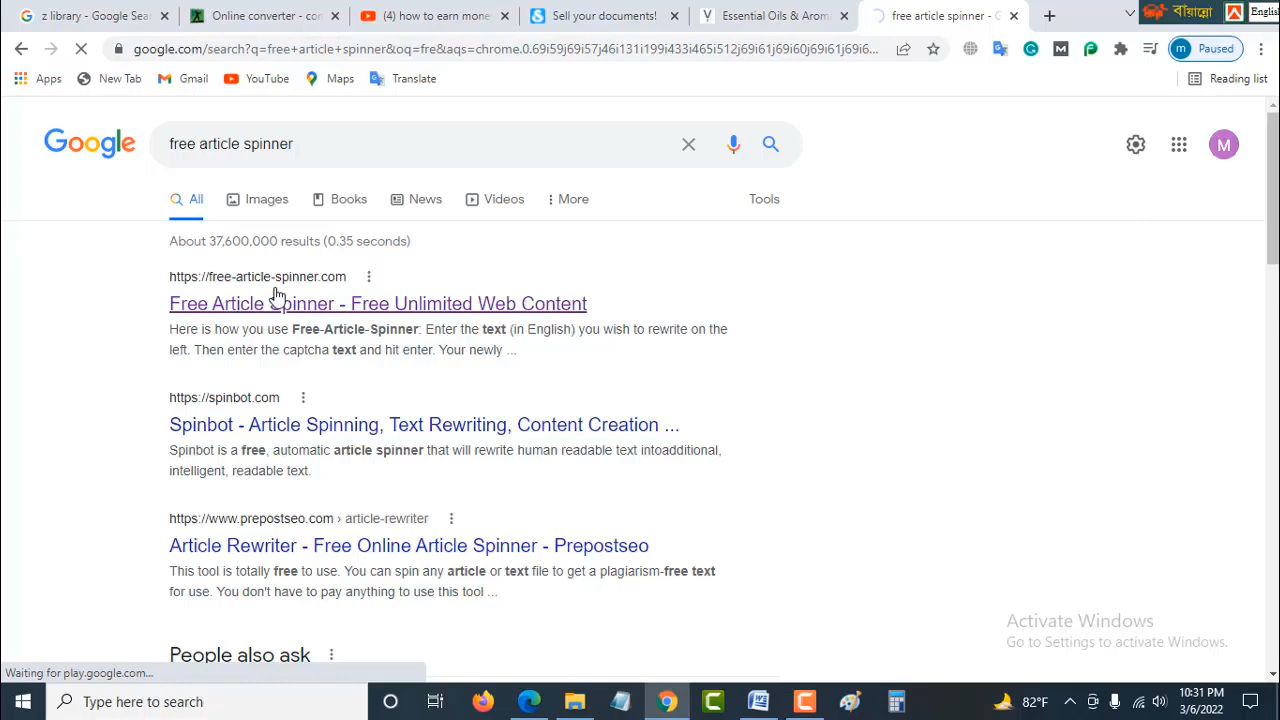 z library - Google Sea
Online converter - con
(4) how to earn mone
Sell your documents!
Essential Oils & Arom
free article spinner - G
বায়ান্নো
English
google.com/search?q=free+article+spinner&oq=fre&aqs=chrome.0.69i59j69i57j46i131i199i433i465i512j69i61j69i60j69i61j69i6...
Paused
Apps
New Tab
Gmail
YouTube
Maps
Translate
Reading list
Google
free article spinner
M
All
Images
Books
News
Videos
More
Tools
About 37,600,000 results (0.35 seconds)
https://free-article-spinner.com
Free Article Spinner - Free Unlimited Web Content
Here is how you use Free-Article-Spinner: Enter the text (in English) you wish to rewrite on the
left. Then enter the captcha text and hit enter. Your newly ...
https://spinbot.com
Spinbot - Article Spinning, Text Rewriting, Content Creation ...
Spinbot is a free, automatic article spinner that will rewrite human readable text intoadditional,
intelligent, readable text.
https://www.prepostseo.com › article-rewriter
Article Rewriter - Free Online Article Spinner - Prepostseo
This tool is totally free to use. You can spin any article or text file to get a plagiarism-free text
for use. You don't have to pay anything to use this tool ...
Activate Windows
Go to Settings to activate Windows.
People also ask
Waiting for play.google.com...
Type here to search
82°F
10:31 PM
3/6/2022